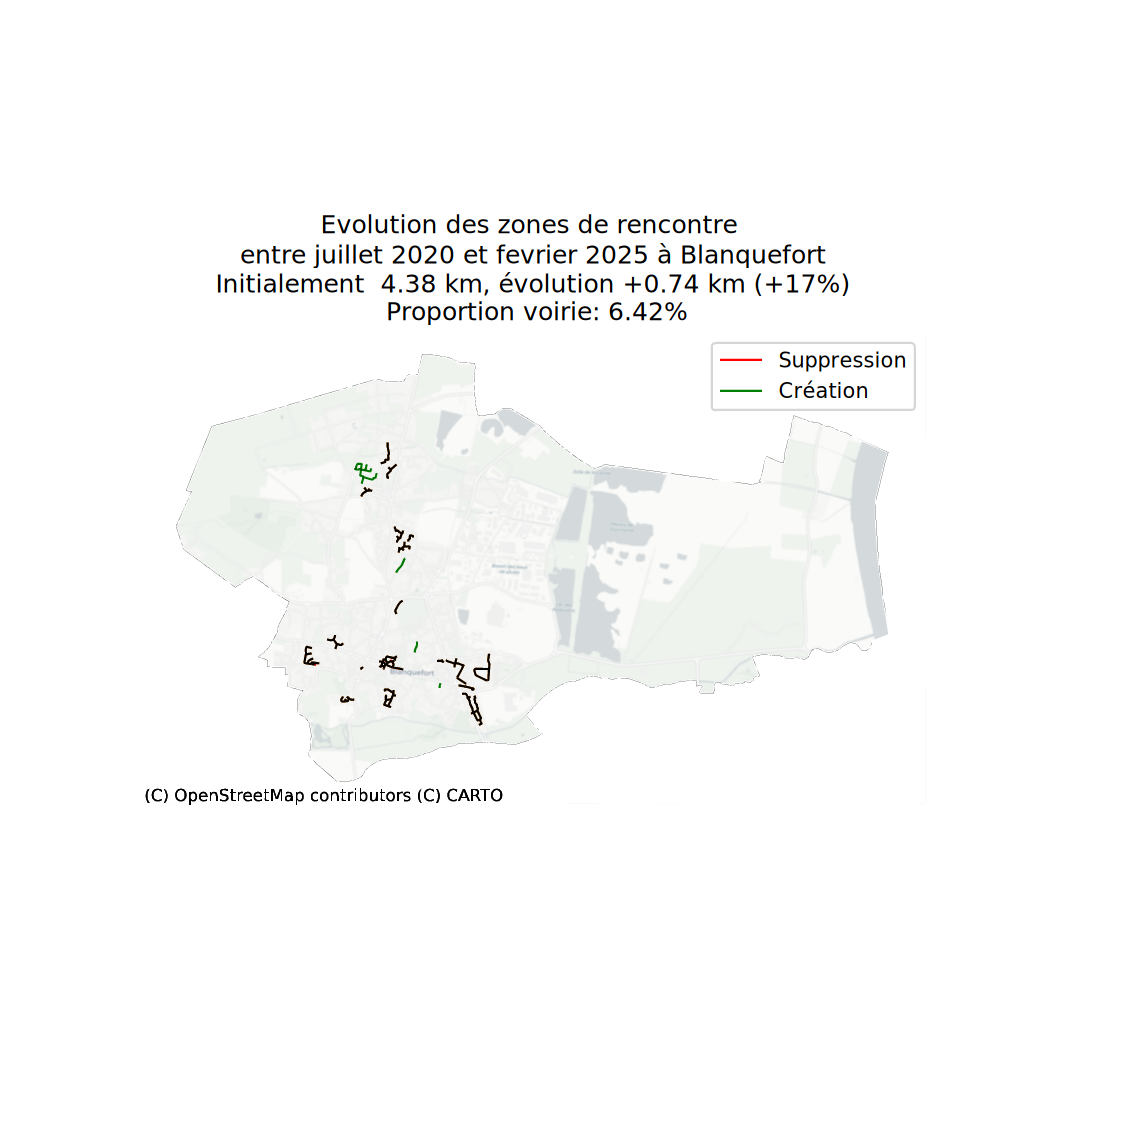 Evolution des zones de rencontre
entre juillet 2020 et fevrier 2025 à Blanquefort
Initialement  4.38 km, évolution +0.74 km (+17%)
Proportion voirie: 6.42%
Suppression
Création
Blanquefort
(C) OpenStreetMap contributors (C) CARTO